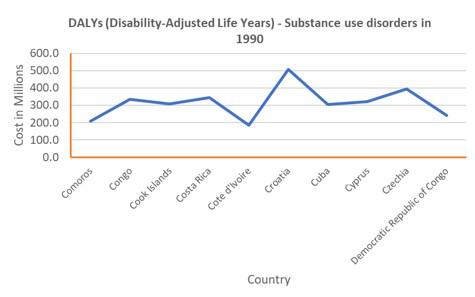 DALYs (Disability-Adjusted Life Years) - Substance use disorders in
1990
Cost in Millions
600.0
500.0
400.0
300.0
200.0
100.0
0.0
Comoros
Congo
Cook Islands
Costa Rica
Cote d'Ivoire
Croatia
Cuba
Cyprus
Czechia
Democratic Republic of Congo
Country